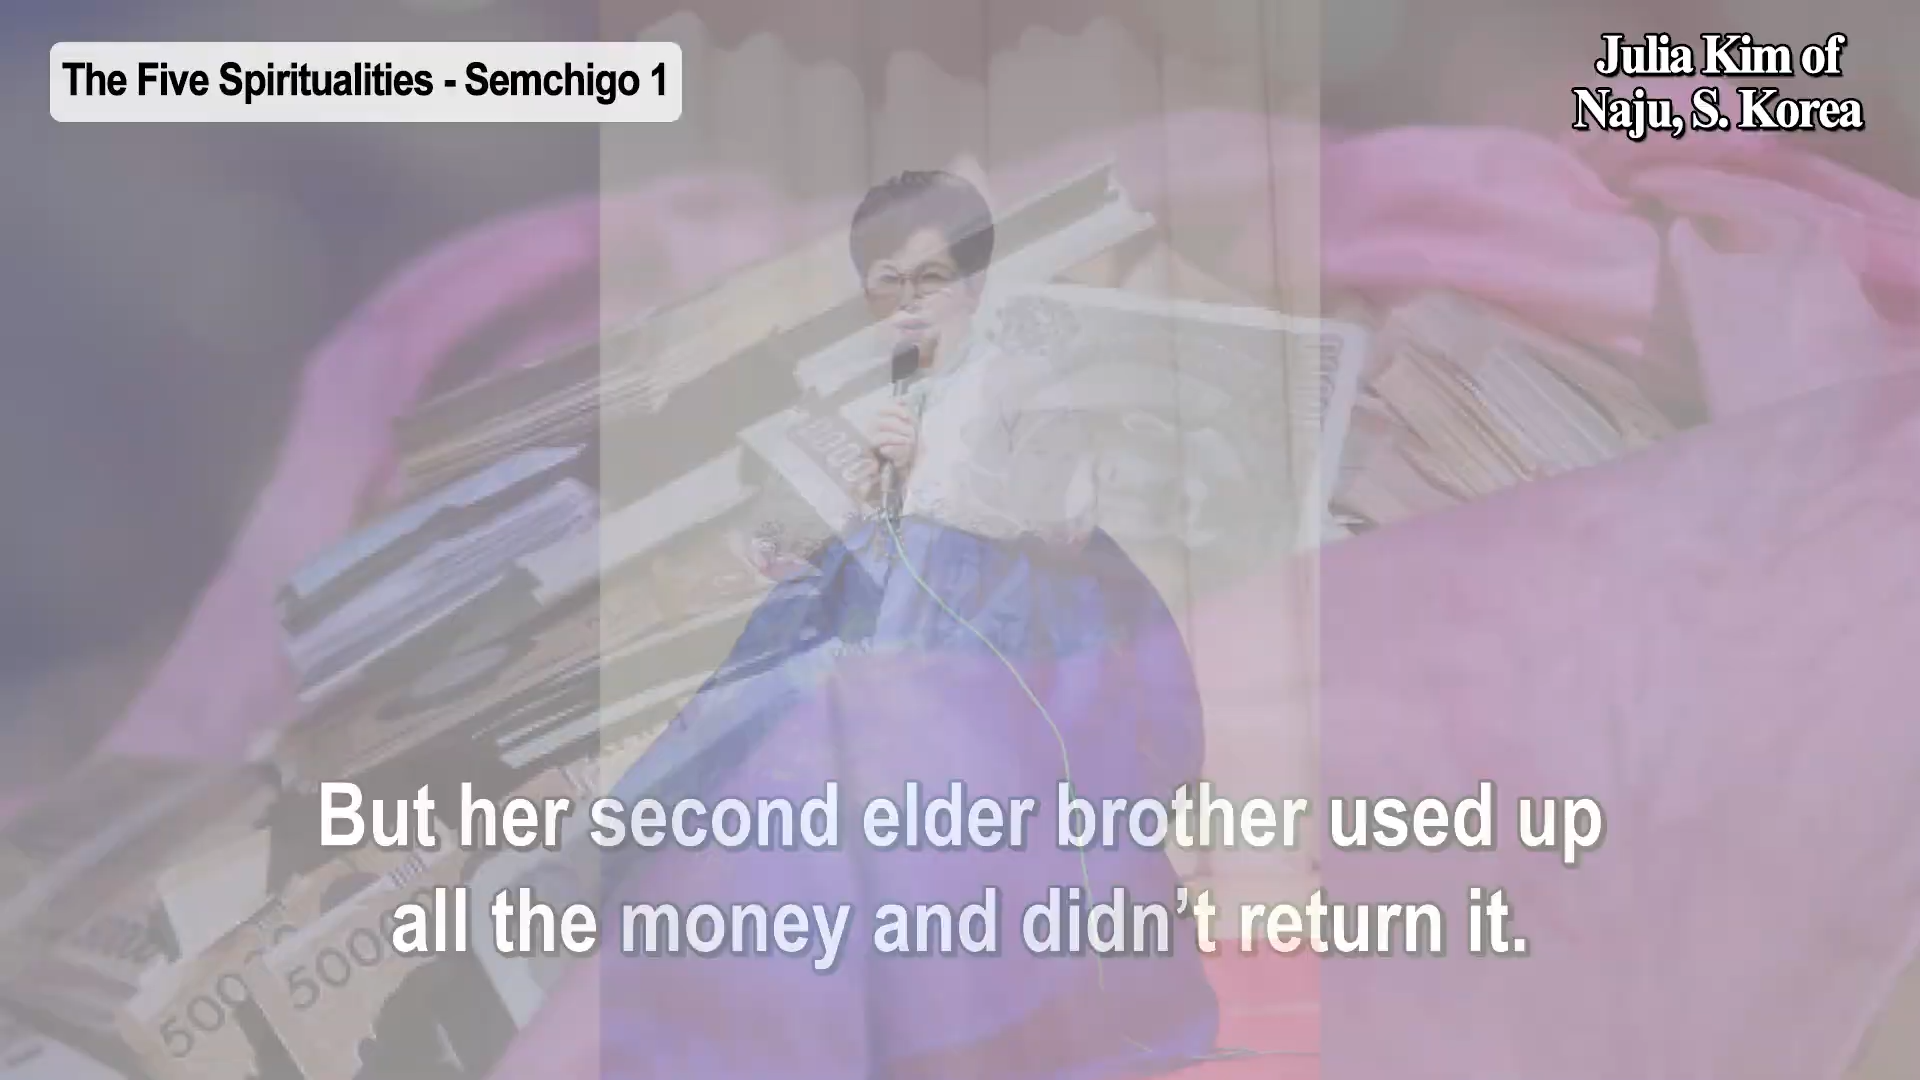 The Five Spiritualities - Semchigo 1
Julia Kim of
Naju, S. Korea
But her second elder brother used up
all the money and didn't return it.